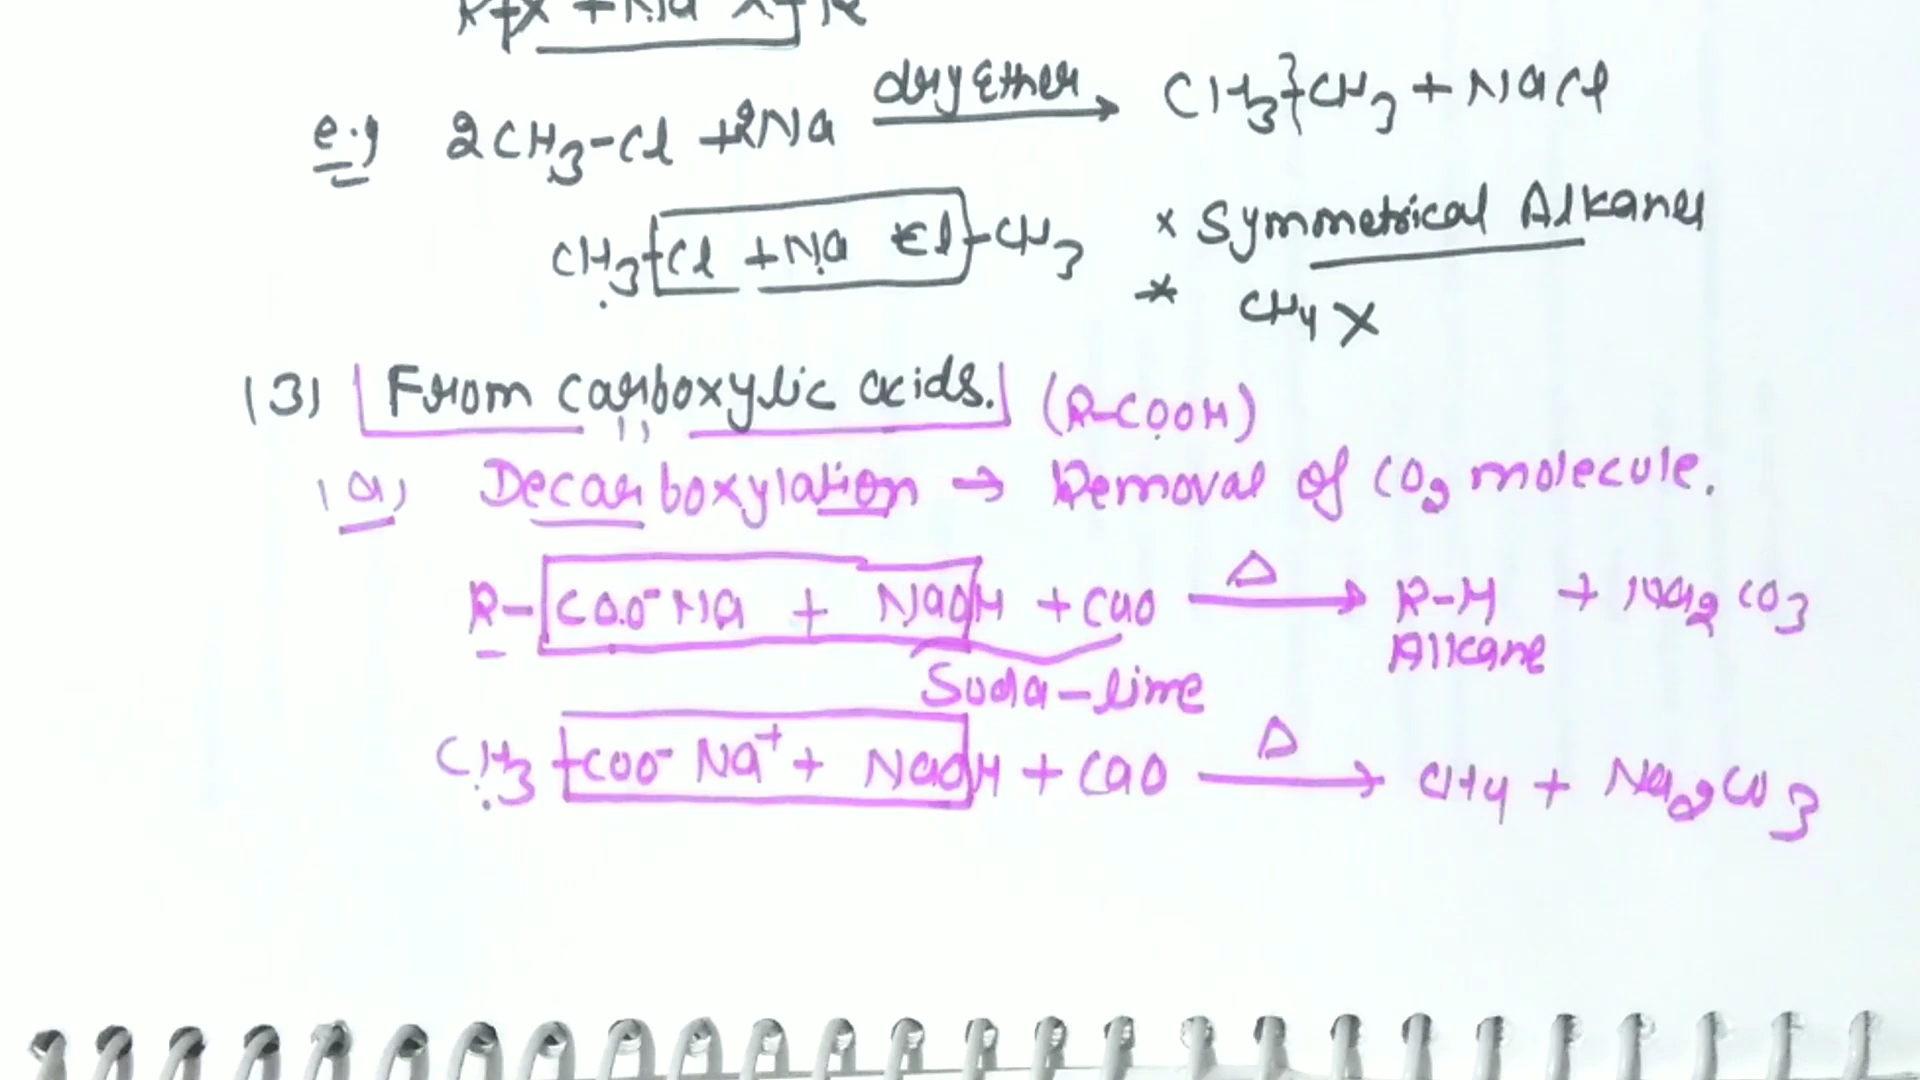 R-X + Na X-R
e.g 2CH3-Cl + 2Na dry Ether → CH3-CH3 + NaCl
CH3-Cl + Na Cl-CH3 x Symmetrical Alkanes
* CH4 X
(3) From carboxylic acids. (R-COOH)
(a) Decarboxylation → Removal of CO2 molecule.
R-COO⁻Na + NaOH + CaO Δ → R-H + Na2CO3
Alkane
Soda-lime
CH3-COO⁻Na⁺ + NaOH + CaO Δ → CH4 + Na2CO3